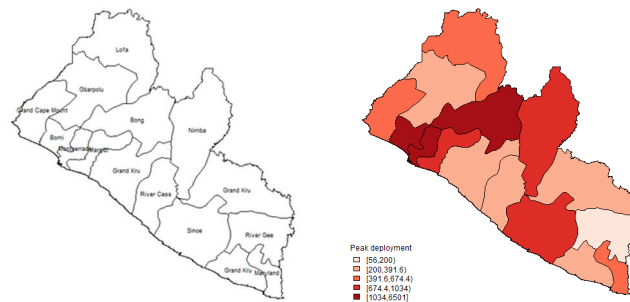 Lofa
Gbarpolu
Grand Cape Mount
Bong
Nimba
Bomi
Grand Kru
Grand Kru
River Cess
Sinoe
River Gee
Grand Kru
Maryland
Peak deployment
[56,200)
[200,391.6)
[391.6,674.4)
[674.4,1034)
[1034,6501]